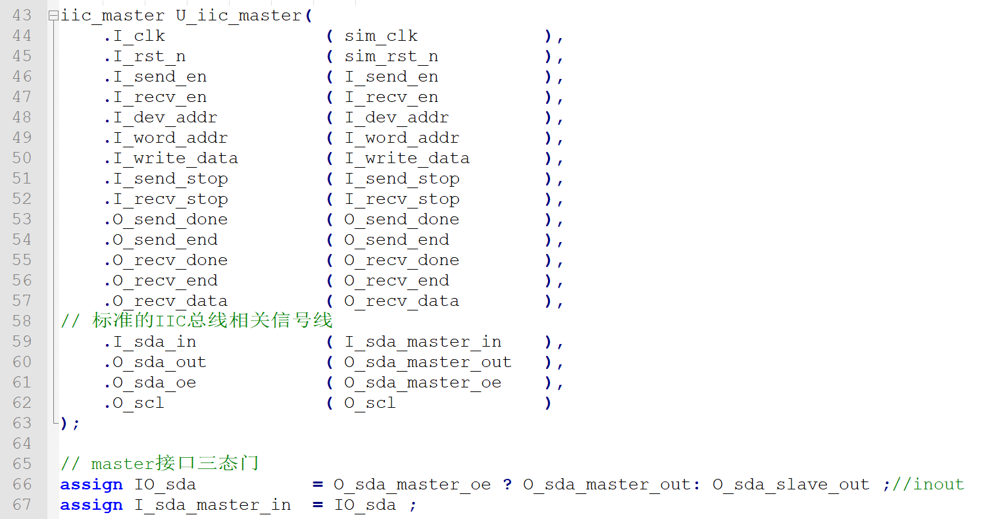 43 iic_master U_iic_master(
44 .I_clk ( sim_clk ),
45 .I_rst_n ( sim_rst_n ),
46 .I_send_en ( I_send_en ),
47 .I_recv_en ( I_recv_en ),
48 .I_dev_addr ( I_dev_addr ),
49 .I_word_addr ( I_word_addr ),
50 .I_write_data ( I_write_data ),
51 .I_send_stop ( I_send_stop ),
52 .I_recv_stop ( I_recv_stop ),
53 .O_send_done ( O_send_done ),
54 .O_send_end ( O_send_end ),
55 .O_recv_done ( O_recv_done ),
56 .O_recv_end ( O_recv_end ),
57 .O_recv_data ( O_recv_data ),
58 // 标准的IIC总线相关信号线
59 .I_sda_in ( I_sda_master_in ),
60 .O_sda_out ( O_sda_master_out ),
61 .O_sda_oe ( O_sda_master_oe ),
62 .O_scl ( O_scl )
63 );
64
65 // master接口三态门
66 assign IO_sda = O_sda_master_oe ? O_sda_master_out: O_sda_slave_out ;//inout
67 assign I_sda_master_in = IO_sda ;